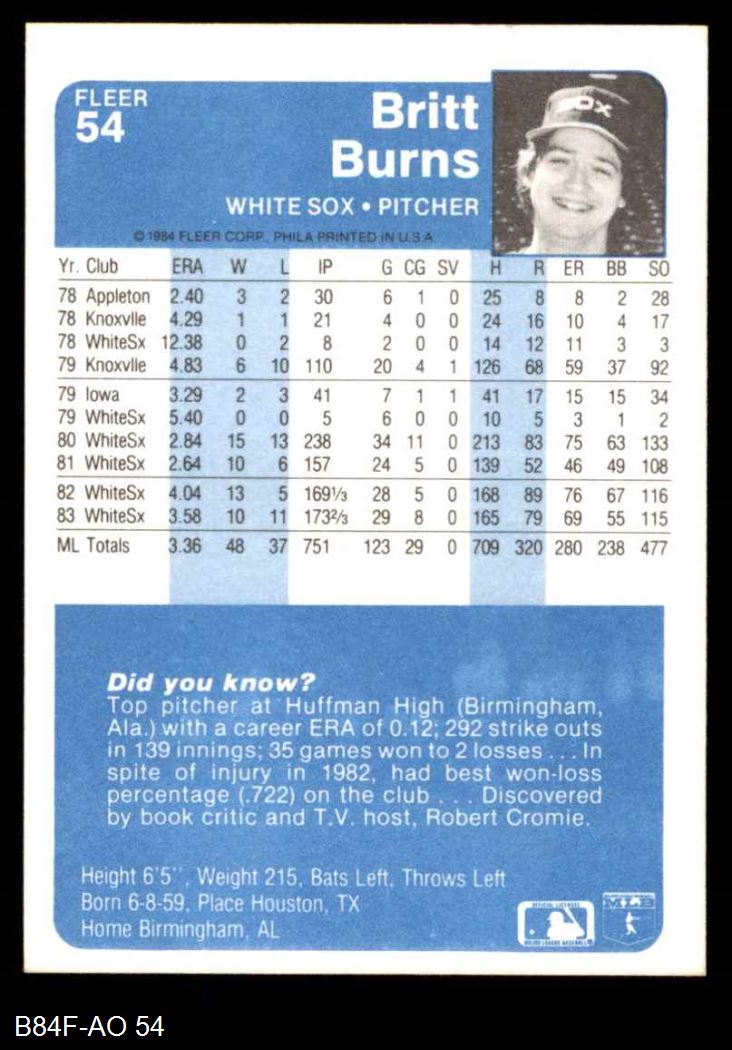 FLEER
54
Britt
Burns
WHITE SOX • PITCHER
© 1984 FLEER CORP., PHILA PRINTED IN U.S.A.
SOX
Yr. Club ERA W L IP G CG SV H R ER BB SO
78 Appleton 2.40 3 2 30 6 1 0 25 8 8 2 28
78 Knoxvlle 4.29 1 1 21 4 0 0 24 16 10 4 17
78 WhiteSx 12.38 0 2 8 2 0 0 14 12 11 3 3
79 Knoxvlle 4.83 6 10 110 20 4 1 126 68 59 37 92
79 Iowa 3.29 2 3 41 7 1 1 41 17 15 15 34
79 WhiteSx 5.40 0 0 5 6 0 0 10 5 3 1 2
80 WhiteSx 2.84 15 13 238 34 11 0 213 83 75 63 133
81 WhiteSx 2.64 10 6 157 24 5 0 139 52 46 49 108
82 WhiteSx 4.04 13 5 169⅓ 28 5 0 168 89 76 67 116
83 WhiteSx 3.58 10 11 173⅔ 29 8 0 165 79 69 55 115
ML Totals 3.36 48 37 751 123 29 0 709 320 280 238 477
Did you know?
Top pitcher at Huffman High (Birmingham,
Ala.) with a career ERA of 0.12; 292 strike outs
in 139 innings; 35 games won to 2 losses . . . In
spite of injury in 1982, had best won-loss
percentage (.722) on the club . . . Discovered
by book critic and T.V. host, Robert Cromie.
Height 6'5'', Weight 215, Bats Left, Throws Left
Born 6-8-59, Place Houston, TX
Home Birmingham, AL
OFFICIAL LICENSEE
MAJOR LEAGUE BASEBALL
MLB
B84F-AO 54